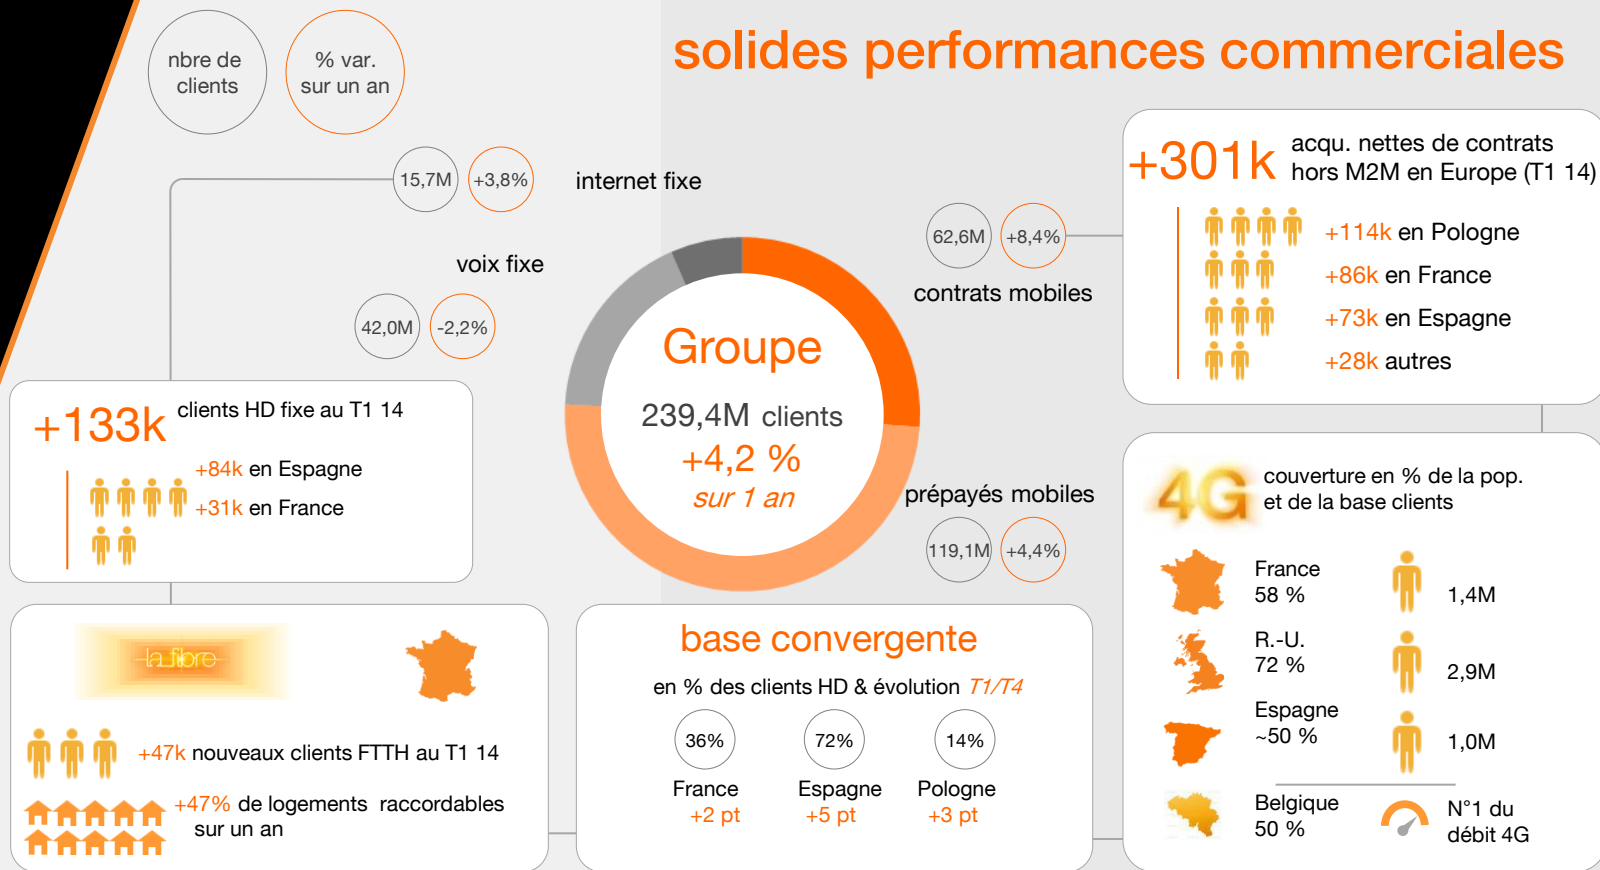 solides performances commerciales
nbre de
clients
% var.
sur un an
15,7M
+3,8%
internet fixe
voix fixe
42,0M
-2,2%
62,6M
+8,4%
contrats mobiles
Groupe
239,4M clients
+4,2 %
sur 1 an
prépayés mobiles
119,1M
+4,4%
+301k
acqu. nettes de contrats
hors M2M en Europe (T1 14)
+114k en Pologne
+86k en France
+73k en Espagne
+28k autres
+133k
clients HD fixe au T1 14
+84k en Espagne
+31k en France
4G
couverture en % de la pop.
et de la base clients
France
58 %
1,4M
R.-U.
72 %
2,9M
Espagne
~50 %
1,0M
Belgique
50 %
N°1 du
débit 4G
la fibre
+47k nouveaux clients FTTH au T1 14
+47% de logements raccordables
sur un an
base convergente
en % des clients HD & évolution T1/T4
36%
72%
14%
France
Espagne
Pologne
+2 pt
+5 pt
+3 pt